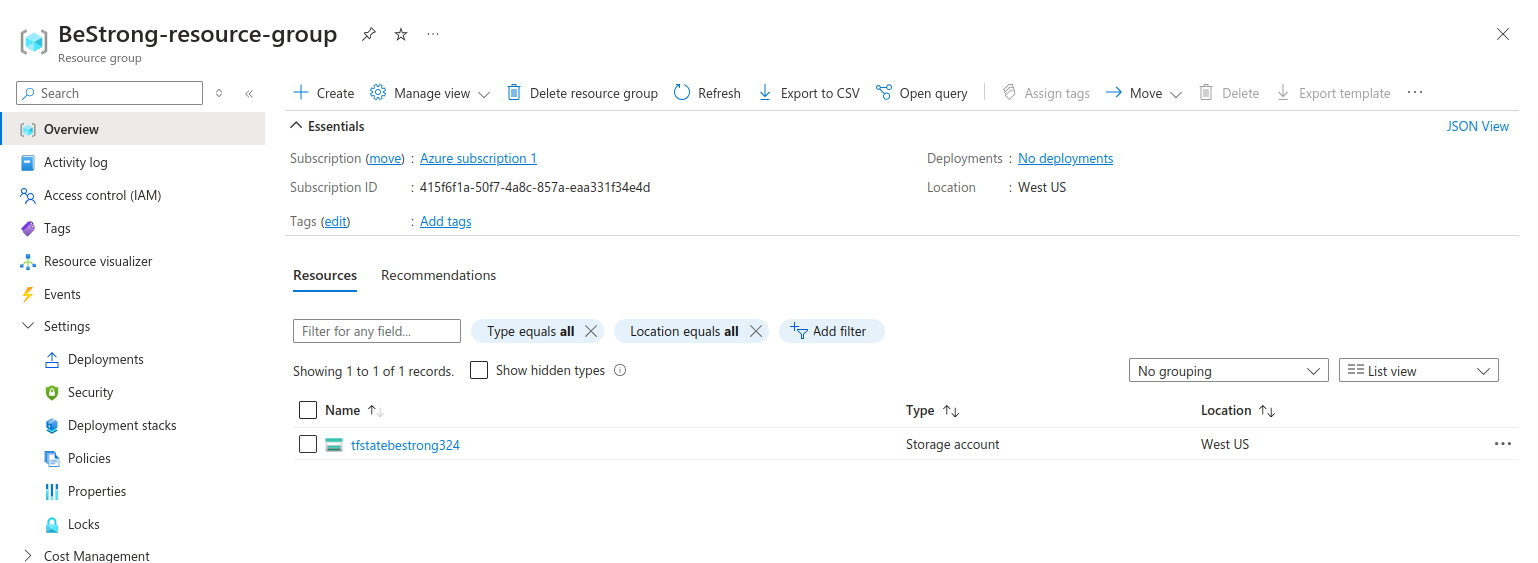 BeStrong-resource-group
Resource group
Search
Overview
Activity log
Access control (IAM)
Tags
Resource visualizer
Events
Settings
Deployments
Security
Deployment stacks
Policies
Properties
Locks
Cost Management
Create Manage view Delete resource group Refresh Export to CSV Open query Assign tags Move Delete Export template
Essentials JSON View
Subscription (move) : Azure subscription 1 Deployments : No deployments
Subscription ID : 415f6f1a-50f7-4a8c-857a-eaa331f34e4d Location : West US
Tags (edit) : Add tags
Resources Recommendations
Filter for any field... Type equals all Location equals all Add filter
Showing 1 to 1 of 1 records. Show hidden types No grouping List view
Name Type Location
tfstatebestrong324 Storage account West US